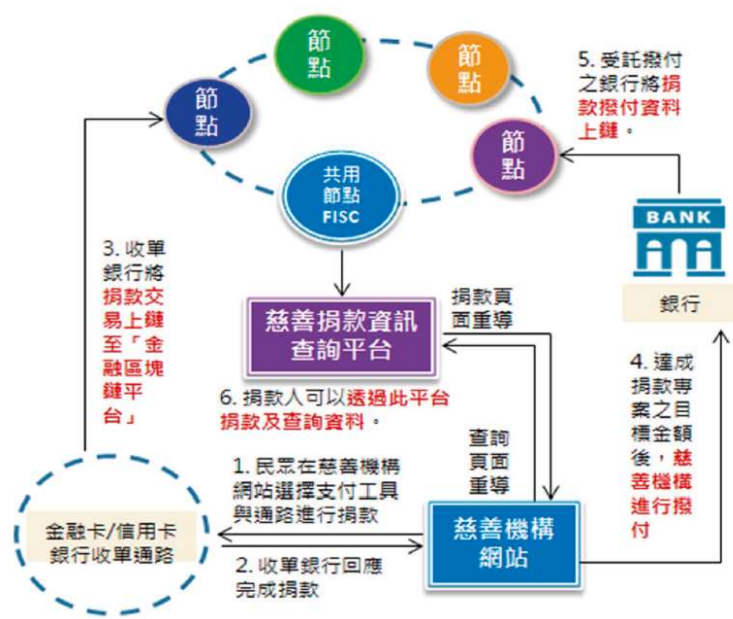 節
點
節
點
節
點
節
點
共用
節點
FISC
5. 受託撥付
之銀行將捐
款撥付資料
上鏈。
BANK
銀行
3. 收單
銀行將
捐款交
易上鏈
至「金
融區塊
鏈平
台」
慈善捐款資訊
查詢平台
捐款頁
面重導
6. 捐款人可以透過此平台
捐款及查詢資料。
查詢
頁面
重導
4. 達成
捐款專
案之目
標金額
後，慈
善機構
進行撥
付
1. 民眾在慈善機構
網站選擇支付工具
與通路進行捐款
金融卡/信用卡
銀行收單通路
2. 收單銀行回應
完成捐款
慈善機構
網站